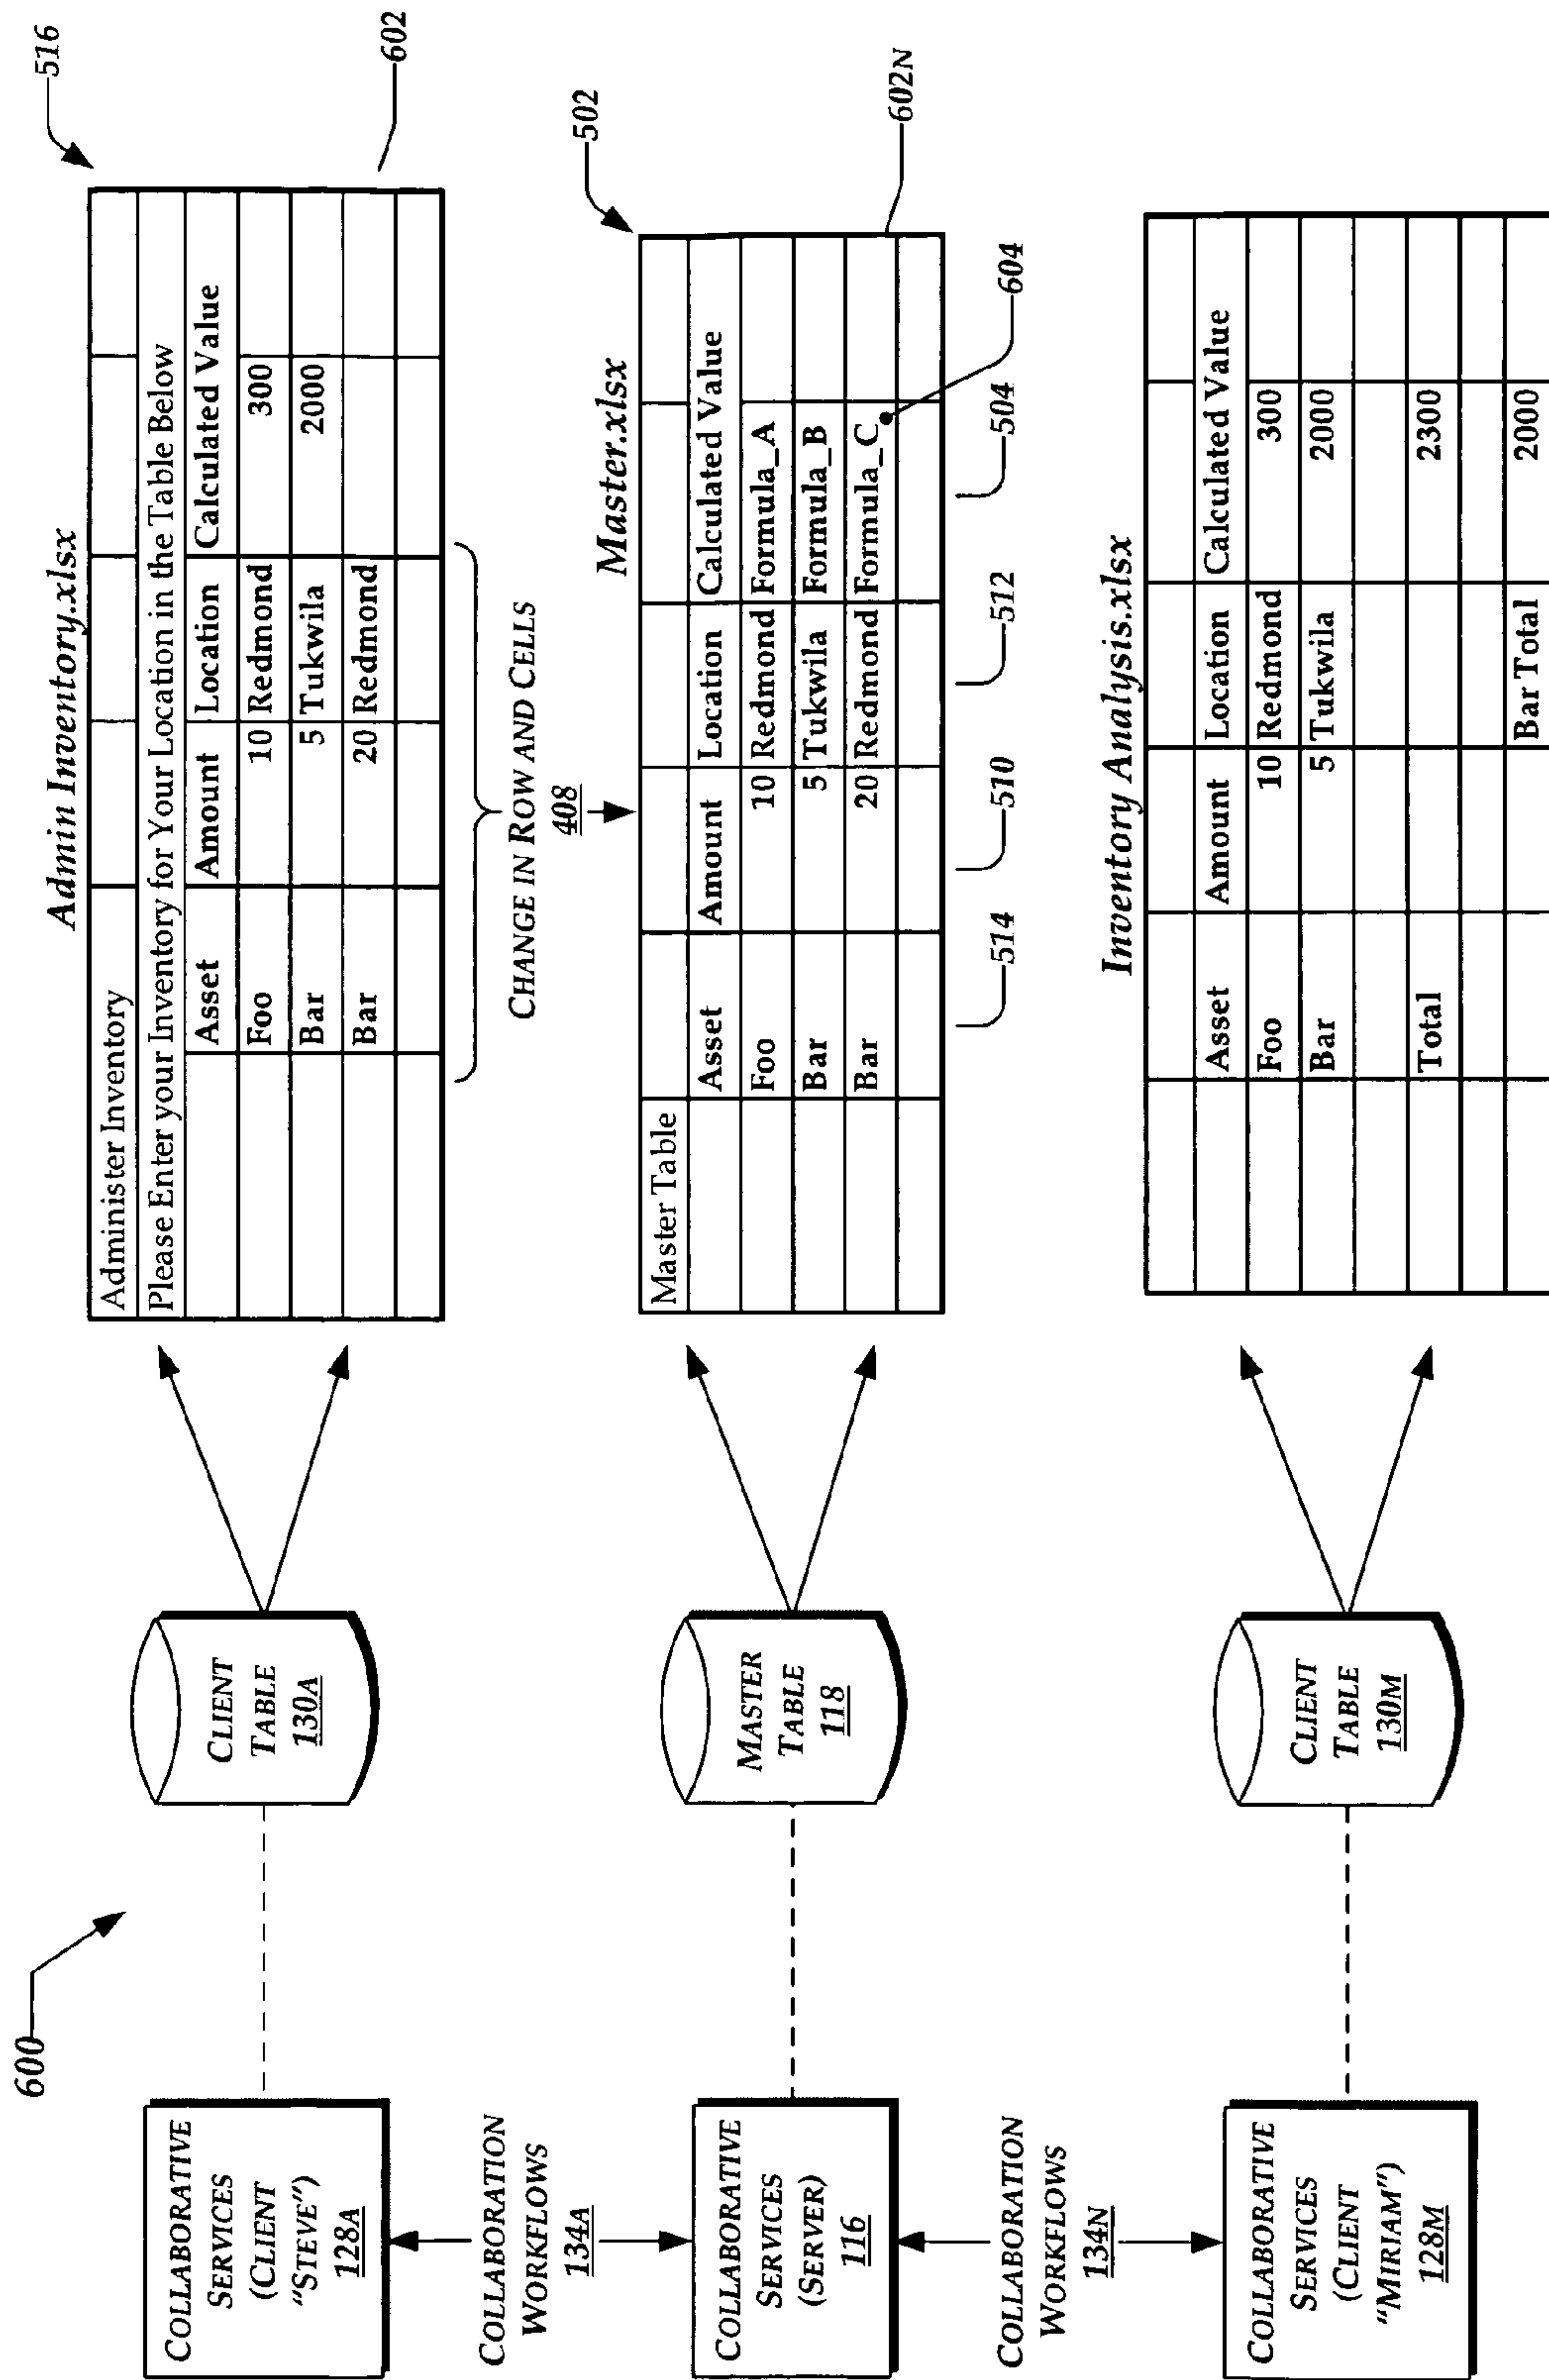 600
COLLABORATIVE
SERVICES
(CLIENT
"STEVE")
128A
COLLABORATION
WORKFLOWS
134A
COLLABORATIVE
SERVICES
(SERVER)
116
COLLABORATION
WORKFLOWS
134N
COLLABORATIVE
SERVICES
(CLIENT
"MIRIAM")
128M
CLIENT
TABLE
130A
MASTER
TABLE
118
CLIENT
TABLE
130M
Admin Inventory.xlsx
516
Administer Inventory
Please Enter your Inventory for Your Location in the Table Below
Asset Amount Location Calculated Value
Foo 10 Redmond 300
Bar 5 Tukwila 2000
Bar 20 Redmond
602
CHANGE IN ROW AND CELLS
408
Master.xlsx
502
Master Table
Asset Amount Location Calculated Value
Foo 10 Redmond Formula_A
Bar 5 Tukwila Formula_B
Bar 20 Redmond Formula_C
602N
604
514 510 512 504
Inventory Analysis.xlsx
Asset Amount Location Calculated Value
Foo 10 Redmond 300
Bar 5 Tukwila 2000
Total 2300
Bar Total 2000